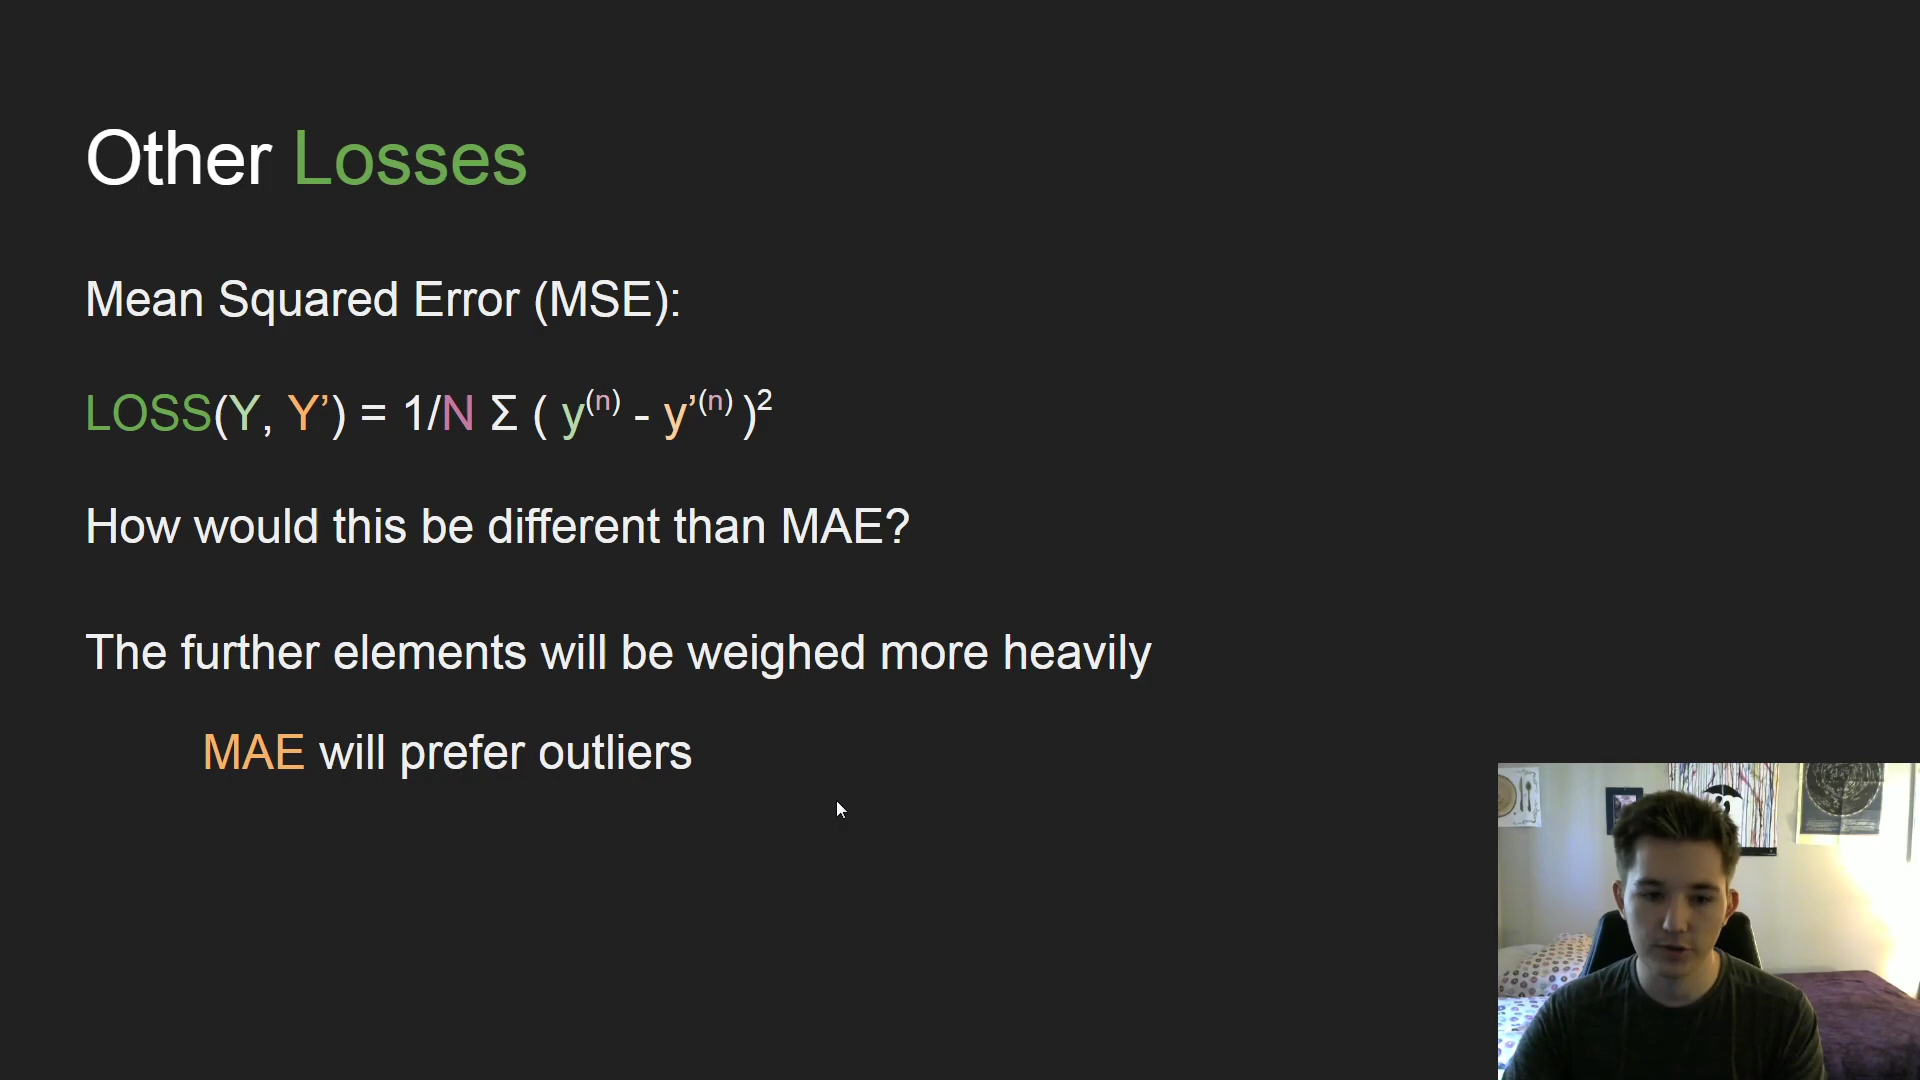 Other Losses
Mean Squared Error (MSE):
LOSS(Y, Y’) = 1/N Σ ( y⁽ⁿ⁾ - y’⁽ⁿ⁾ )²
How would this be different than MAE?
The further elements will be weighed more heavily
MAE will prefer outliers